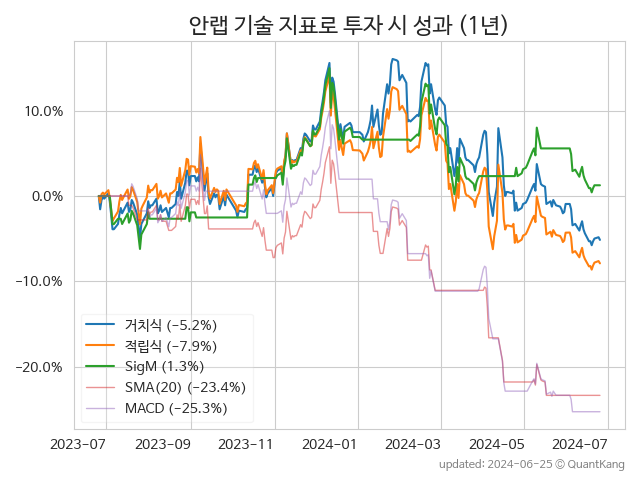 안랩 기술 지표로 투자 시 성과 (1년)
10.0%
0.0%
−10.0%
−20.0%
거치식 (−5.2%)
적립식 (−7.9%)
SigM (1.3%)
SMA(20) (−23.4%)
MACD (−25.3%)
2023-07 2023-09 2023-11 2024-01 2024-03 2024-05 2024-07
updated: 2024-06-25 © QuantKang